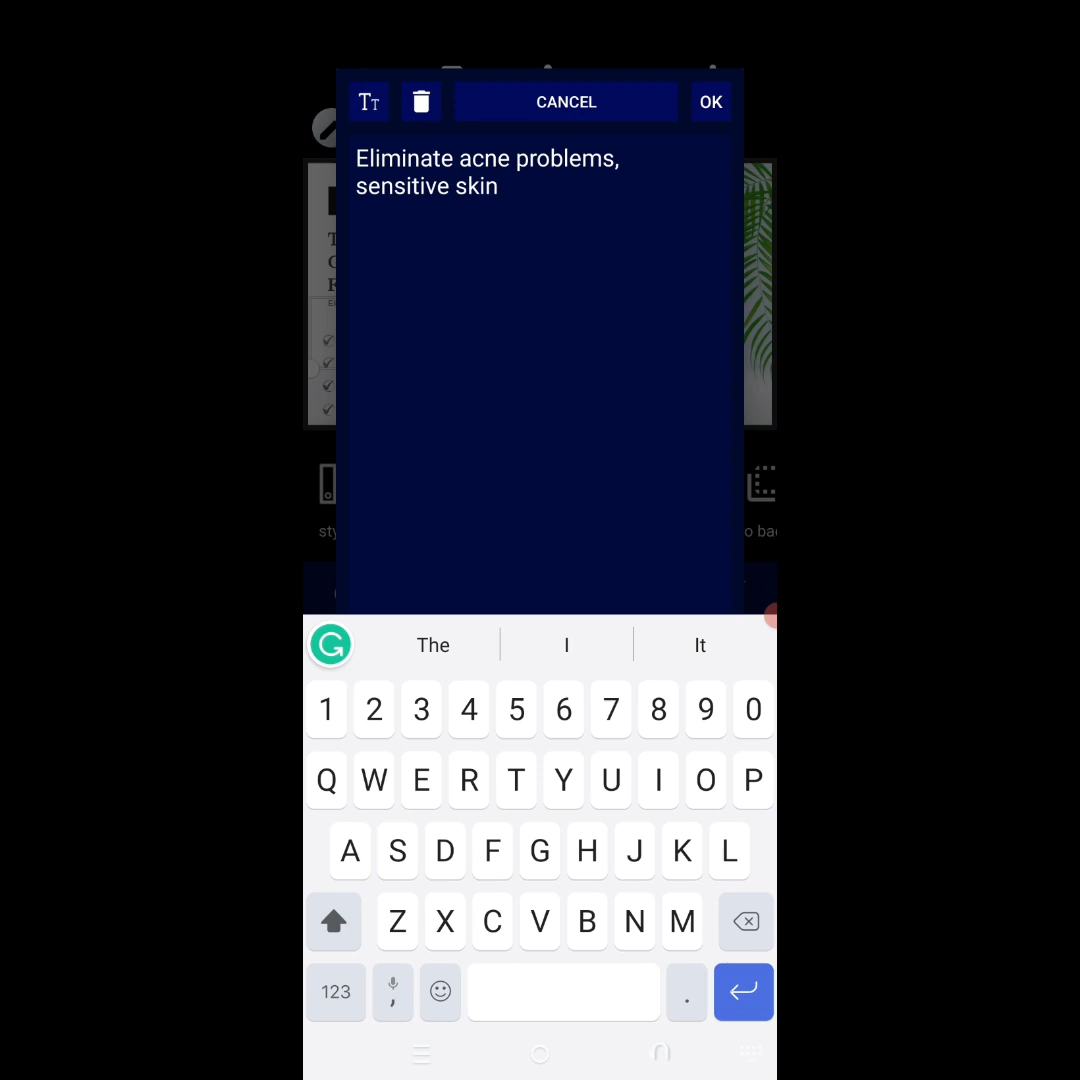 CANCEL
OK
Eliminate acne problems,
sensitive skin
The
I
It
1 2 3 4 5 6 7 8 9 0
Q W E R T Y U I O P
A S D F G H J K L
Z X C V B N M
123 , .